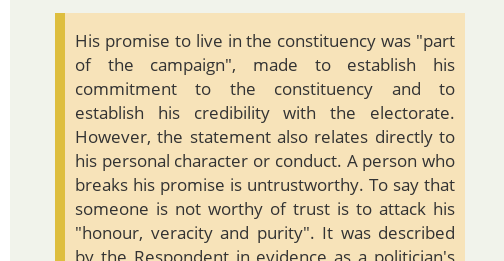 His promise to live in the constituency was "part
of the campaign", made to establish his
commitment to the constituency and to
establish his credibility with the electorate.
However, the statement also relates directly to
his personal character or conduct. A person who
breaks his promise is untrustworthy. To say that
someone is not worthy of trust is to attack his
"honour, veracity and purity". It was described
by the Respondent in evidence as a politician's